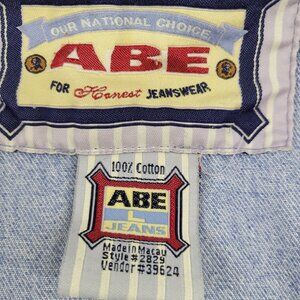 OUR NATIONAL CHOICE
ABE
FOR Honest JEANSWEAR
100% Cotton
ABE
L
JEANS
Made in Macau
Style # 2829
Vendor # 39624